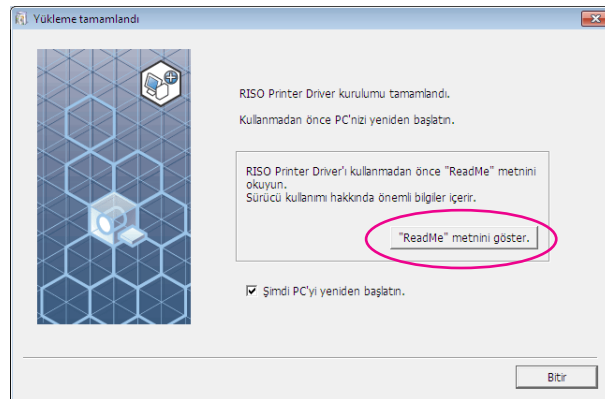 Yükleme tamamlandı
RISO Printer Driver kurulumu tamamlandı.
Kullanmadan önce PC'nizi yeniden başlatın.
RISO Printer Driver'ı kullanmadan önce "ReadMe" metnini
okuyun.
Sürücü kullanımı hakkında önemli bilgiler içerir.
"ReadMe" metnini göster.
Şimdi PC'yi yeniden başlatın.
Bitir